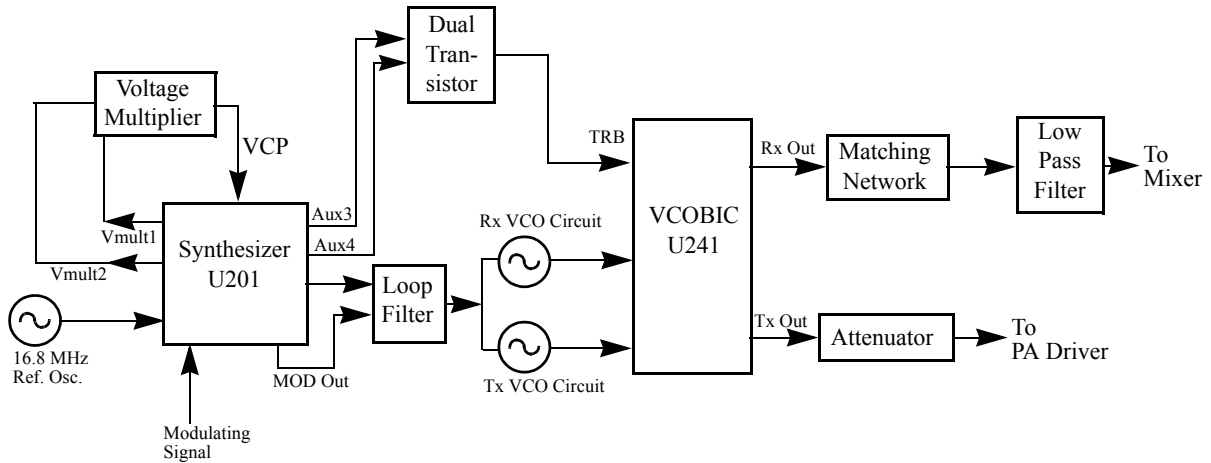 Dual
Tran-
sistor
Voltage
Multiplier
VCP
TRB
Rx Out
Matching
Network
Low
Pass
Filter
To
Mixer
Aux3
Aux4
Vmult1
Vmult2
Synthesizer
U201
Rx VCO Circuit
VCOBIC
U241
Loop
Filter
16.8 MHz
Ref. Osc.
MOD Out
Tx VCO Circuit
Tx Out
Attenuator
To
PA Driver
Modulating
Signal